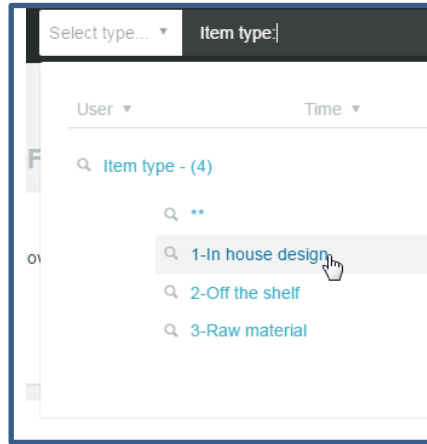 Select type... Item type:
User Time
F
Item type - (4)
**
ov 1-In house design
2-Off the shelf
3-Raw material